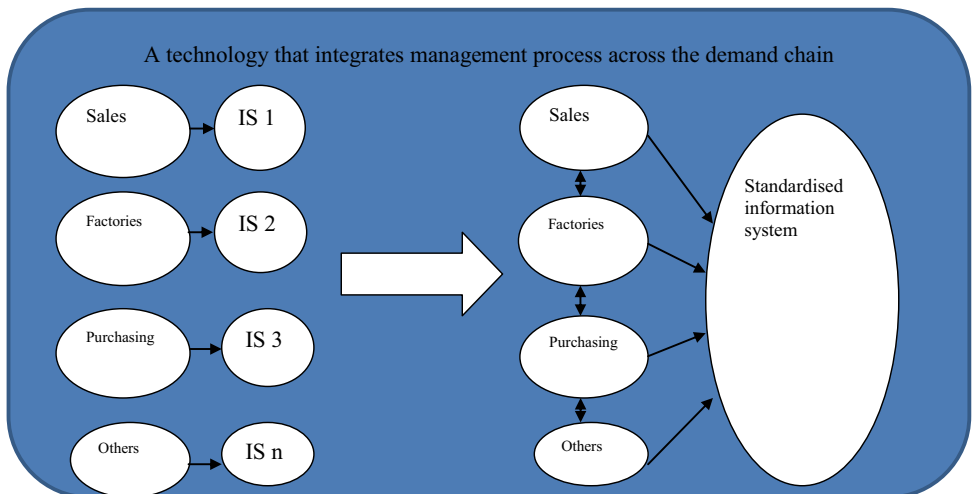 A technology that integrates management process across the demand chain
Sales
IS 1
Factories
IS 2
Purchasing
IS 3
Others
IS n
Sales
Factories
Purchasing
Others
Standardised
information
system